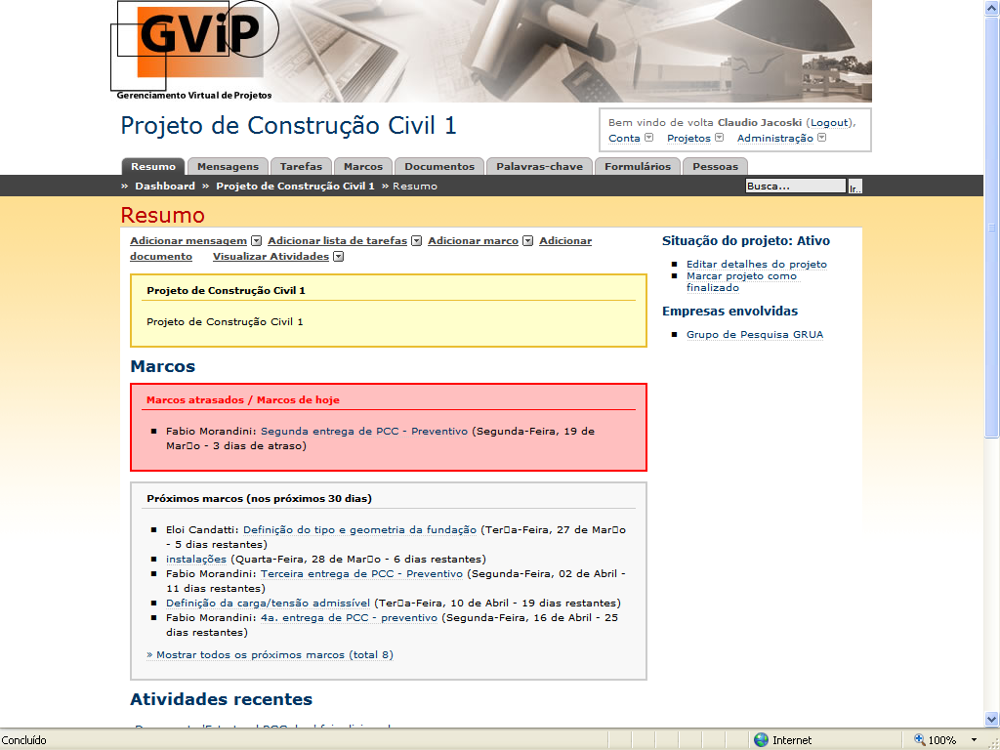 GViP
Gerenciamento Virtual de Projetos
Projeto de Construção Civil 1
Bem vindo de volta Claudio Jacoski (Logout),
Conta Projetos Administração
Resumo Mensagens Tarefas Marcos Documentos Palavras-chave Formulários Pessoas
» Dashboard » Projeto de Construção Civil 1 » Resumo Busca... Ir..
Resumo
Adicionar mensagem Adicionar lista de tarefas Adicionar marco Adicionar
documento Visualizar Atividades
Projeto de Construção Civil 1
Projeto de Construção Civil 1
Marcos
Marcos atrasados / Marcos de hoje
Fabio Morandini: Segunda entrega de PCC - Preventivo (Segunda-Feira, 19 de
Mar□o - 3 dias de atraso)
Próximos marcos (nos próximos 30 dias)
Eloi Candatti: Definição do tipo e geometria da fundação (Ter□a-Feira, 27 de Mar□o
- 5 dias restantes)
instalações (Quarta-Feira, 28 de Mar□o - 6 dias restantes)
Fabio Morandini: Terceira entrega de PCC - Preventivo (Segunda-Feira, 02 de Abril -
11 dias restantes)
Definição da carga/tensão admissível (Ter□a-Feira, 10 de Abril - 19 dias restantes)
Fabio Morandini: 4a. entrega de PCC - preventivo (Segunda-Feira, 16 de Abril - 25
dias restantes)
» Mostrar todos os próximos marcos (total 8)
Atividades recentes
Situação do projeto: Ativo
Editar detalhes do projeto
Marcar projeto como
finalizado
Empresas envolvidas
Grupo de Pesquisa GRUA
Concluído Internet 100%